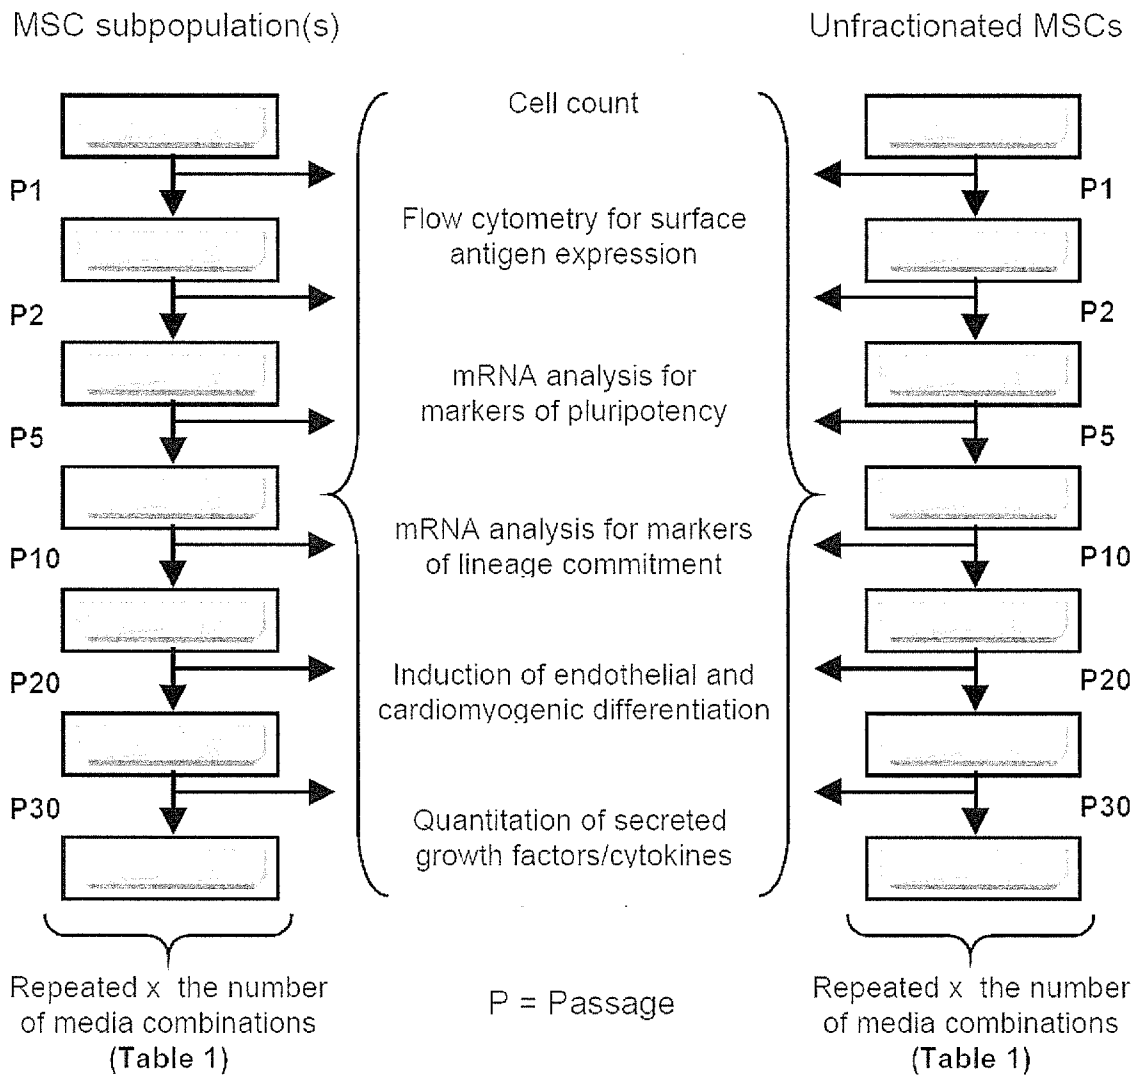 MSC subpopulation(s)
Unfractionated MSCs
P1
P2
P5
P10
P20
P30
Repeated x the number
of media combinations
(Table 1)
Cell count
Flow cytometry for surface
antigen expression
mRNA analysis for
markers of pluripotency
mRNA analysis for markers
of lineage commitment
Induction of endothelial and
cardiomyogenic differentiation
Quantitation of secreted
growth factors/cytokines
P = Passage
P1
P2
P5
P10
P20
P30
Repeated x the number
of media combinations
(Table 1)